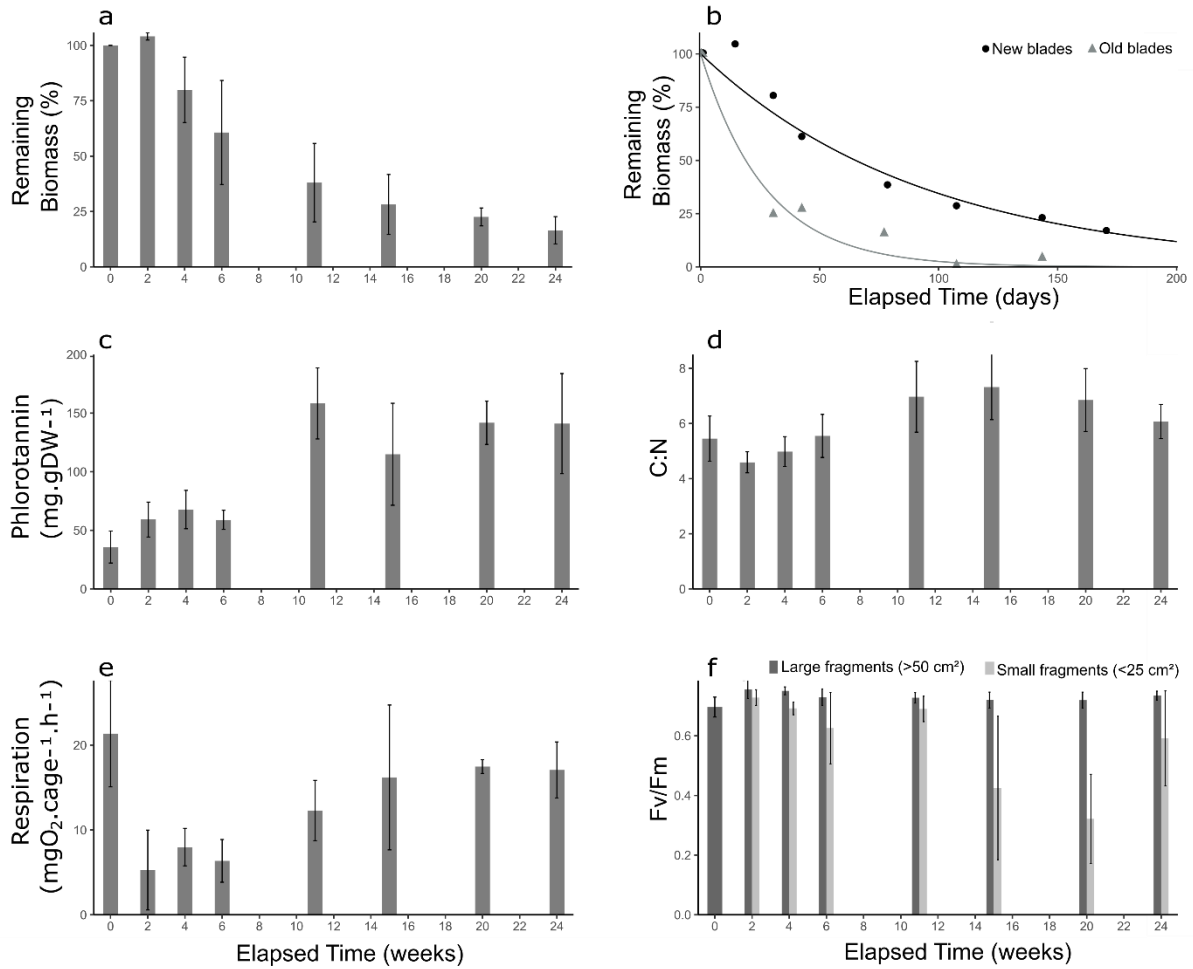 a
Remaining
Biomass (%)
100
75
50
25
0
0 2 4 6 8 10 12 14 16 18 20 22 24
b
New blades Old blades
Remaining
Biomass (%)
100
75
50
25
0
0 50 100 150 200
Elapsed Time (days)
c
Phlorotannin
(mg.gDW-¹)
200
150
100
50
0
0 2 4 6 8 10 12 14 16 18 20 22 24
d
C:N
8
6
4
2
0
0 2 4 6 8 10 12 14 16 18 20 22 24
e
Respiration
(mgO₂.cage-¹.h-¹)
20
10
0
0 2 4 6 8 10 12 14 16 18 20 22 24
Elapsed Time (weeks)
f
Large fragments (>50 cm²) Small fragments (<25 cm²)
Fv/Fm
0.6
0.4
0.2
0.0
0 2 4 6 8 10 12 14 16 18 20 22 24
Elapsed Time (weeks)